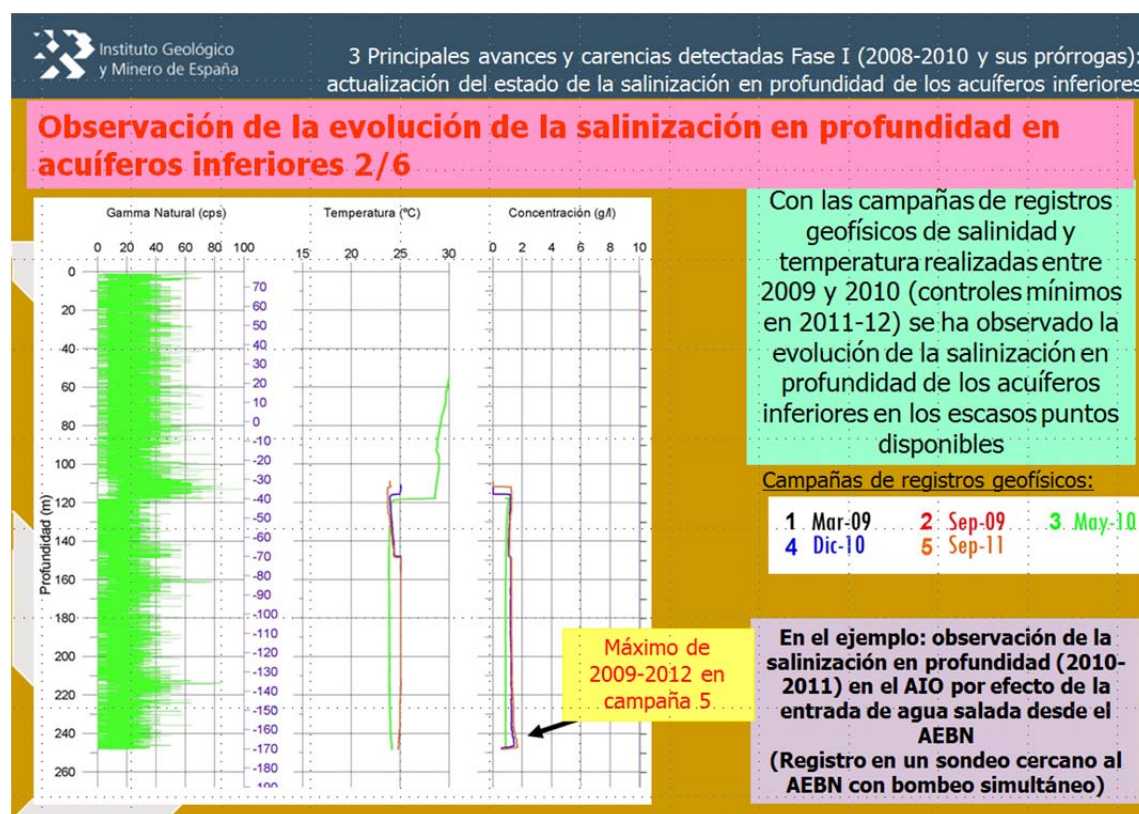 Instituto Geológico
y Minero de España
3 Principales avances y carencias detectadas Fase I (2008-2010 y sus prórrogas):
actualización del estado de la salinización en profundidad de los acuíferos inferiores
Observación de la evolución de la salinización en profundidad en
acuíferos inferiores 2/6
Gamma Natural (cps)
Temperatura (ºC)
Concentración (g/l)
0 20 40 60 80 100
15 20 25 30
0 2 4 6 8 10
Profundidad (m)
0
20
40
60
80
100
120
140
160
180
200
220
240
260
70
60
50
40
30
20
10
0
-10
-20
-30
-40
-50
-60
-70
-80
-90
-100
-110
-120
-130
-140
-150
-160
-170
-180
Máximo de
2009-2012 en
campaña 5
Con las campañas de registros
geofísicos de salinidad y
temperatura realizadas entre
2009 y 2010 (controles mínimos
en 2011-12) se ha observado la
evolución de la salinización en
profundidad de los acuíferos
inferiores en los escasos puntos
disponibles
Campañas de registros geofísicos:
1 Mar-09 2 Sep-09 3 May-10
4 Dic-10 5 Sep-11
En el ejemplo: observación de la
salinización en profundidad (2010-
2011) en el AIO por efecto de la
entrada de agua salada desde el
AEBN
(Registro en un sondeo cercano al
AEBN con bombeo simultáneo)